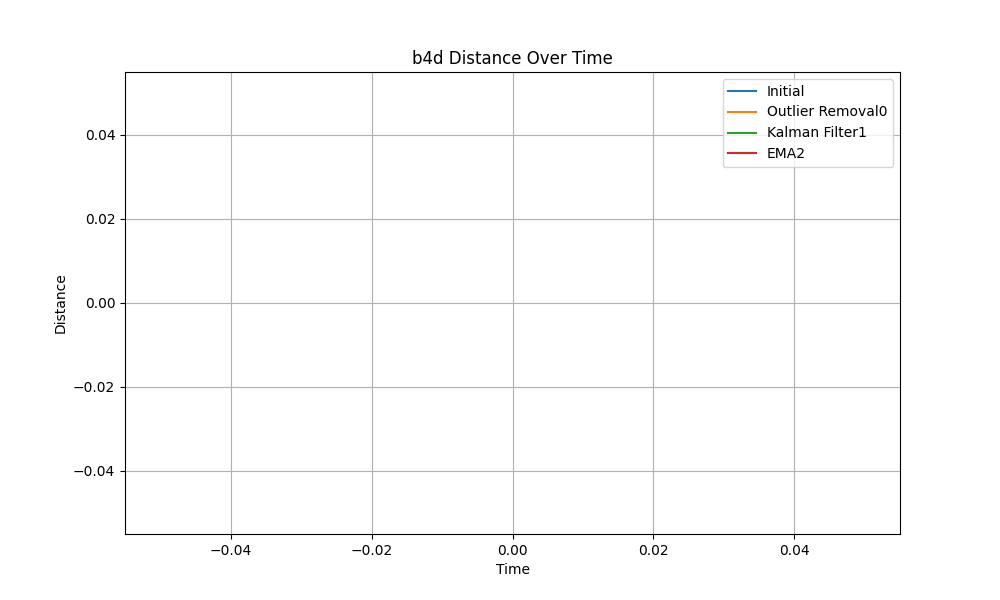 b4d Distance Over Time
Initial
Outlier Removal0
Kalman Filter1
EMA2
0.04
0.02
0.00
−0.02
−0.04
Distance
−0.04
−0.02
0.00
0.02
0.04
Time